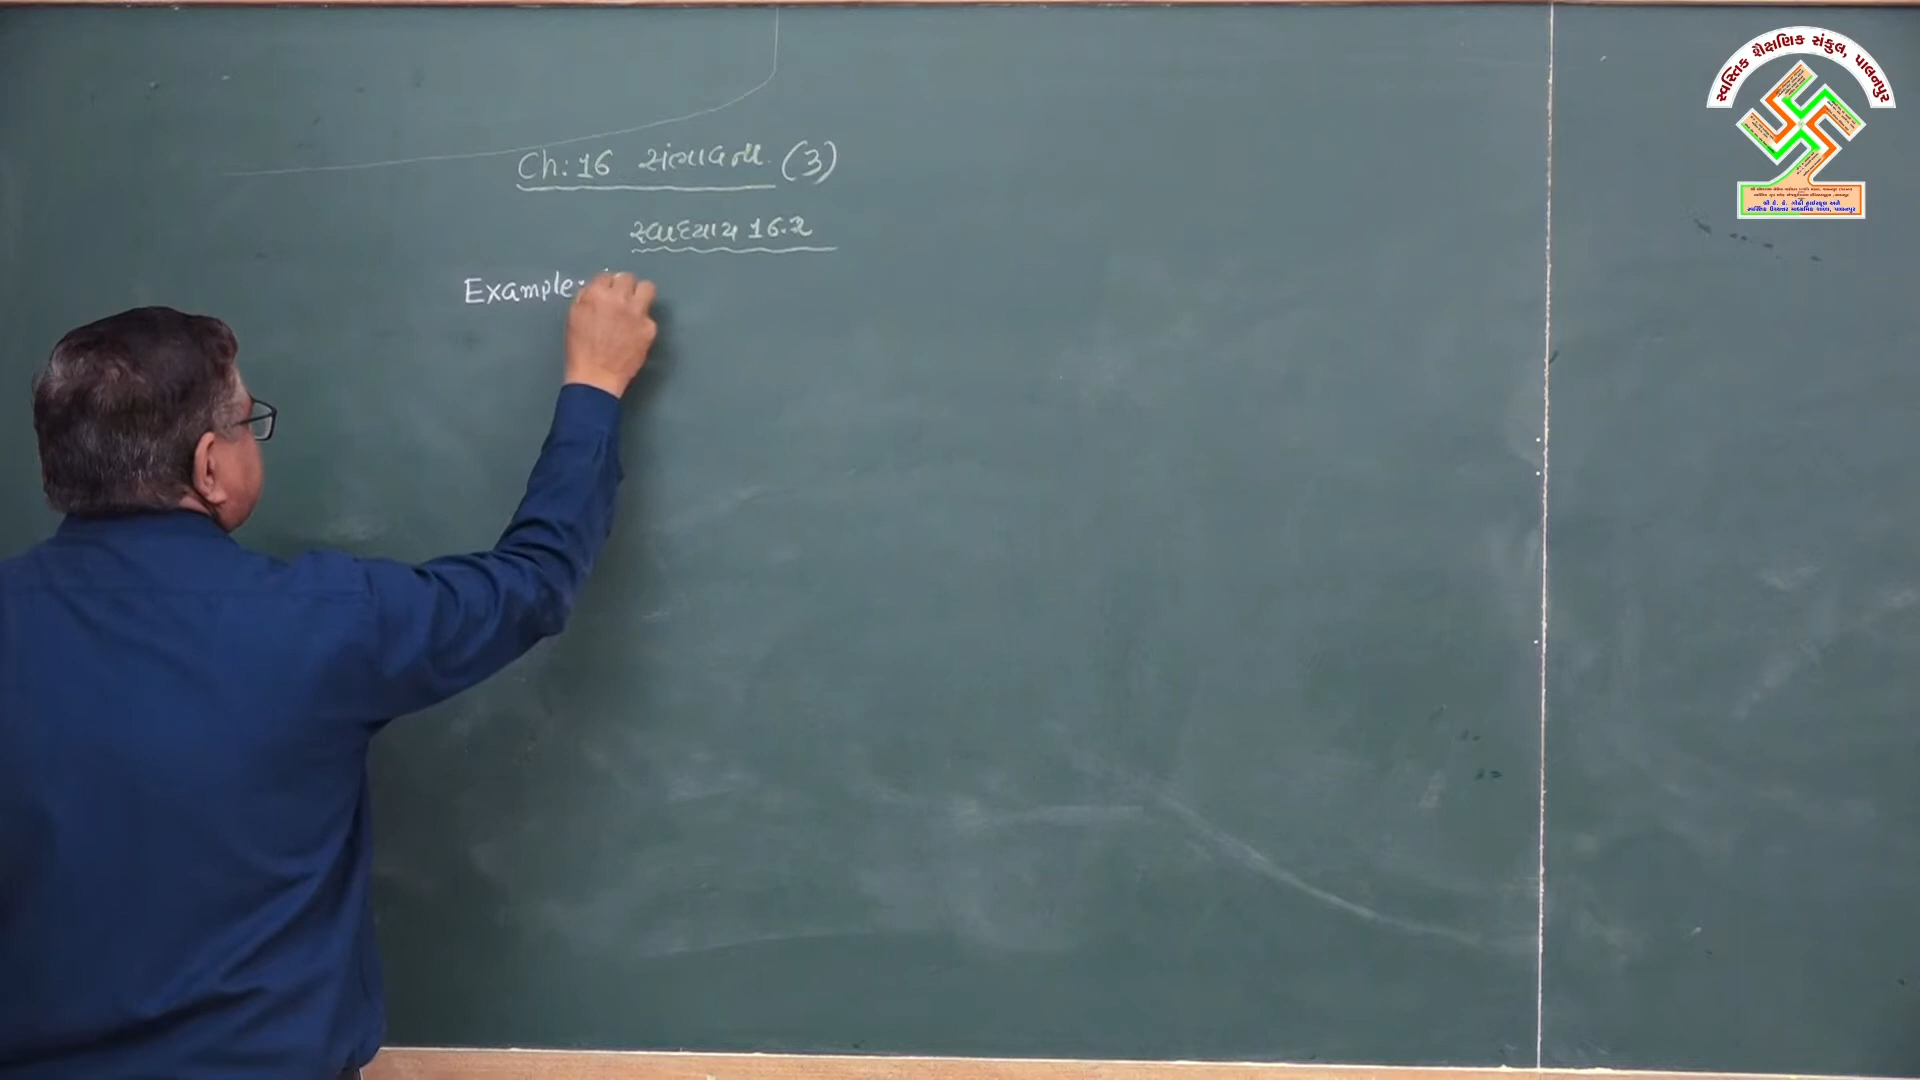 સ્વસ્તિક શૈક્ષણિક સંકુલ, પાલનપુર
Ch: 16 સંભાવના (3)
સ્વાધ્યાય 16.2
Example: